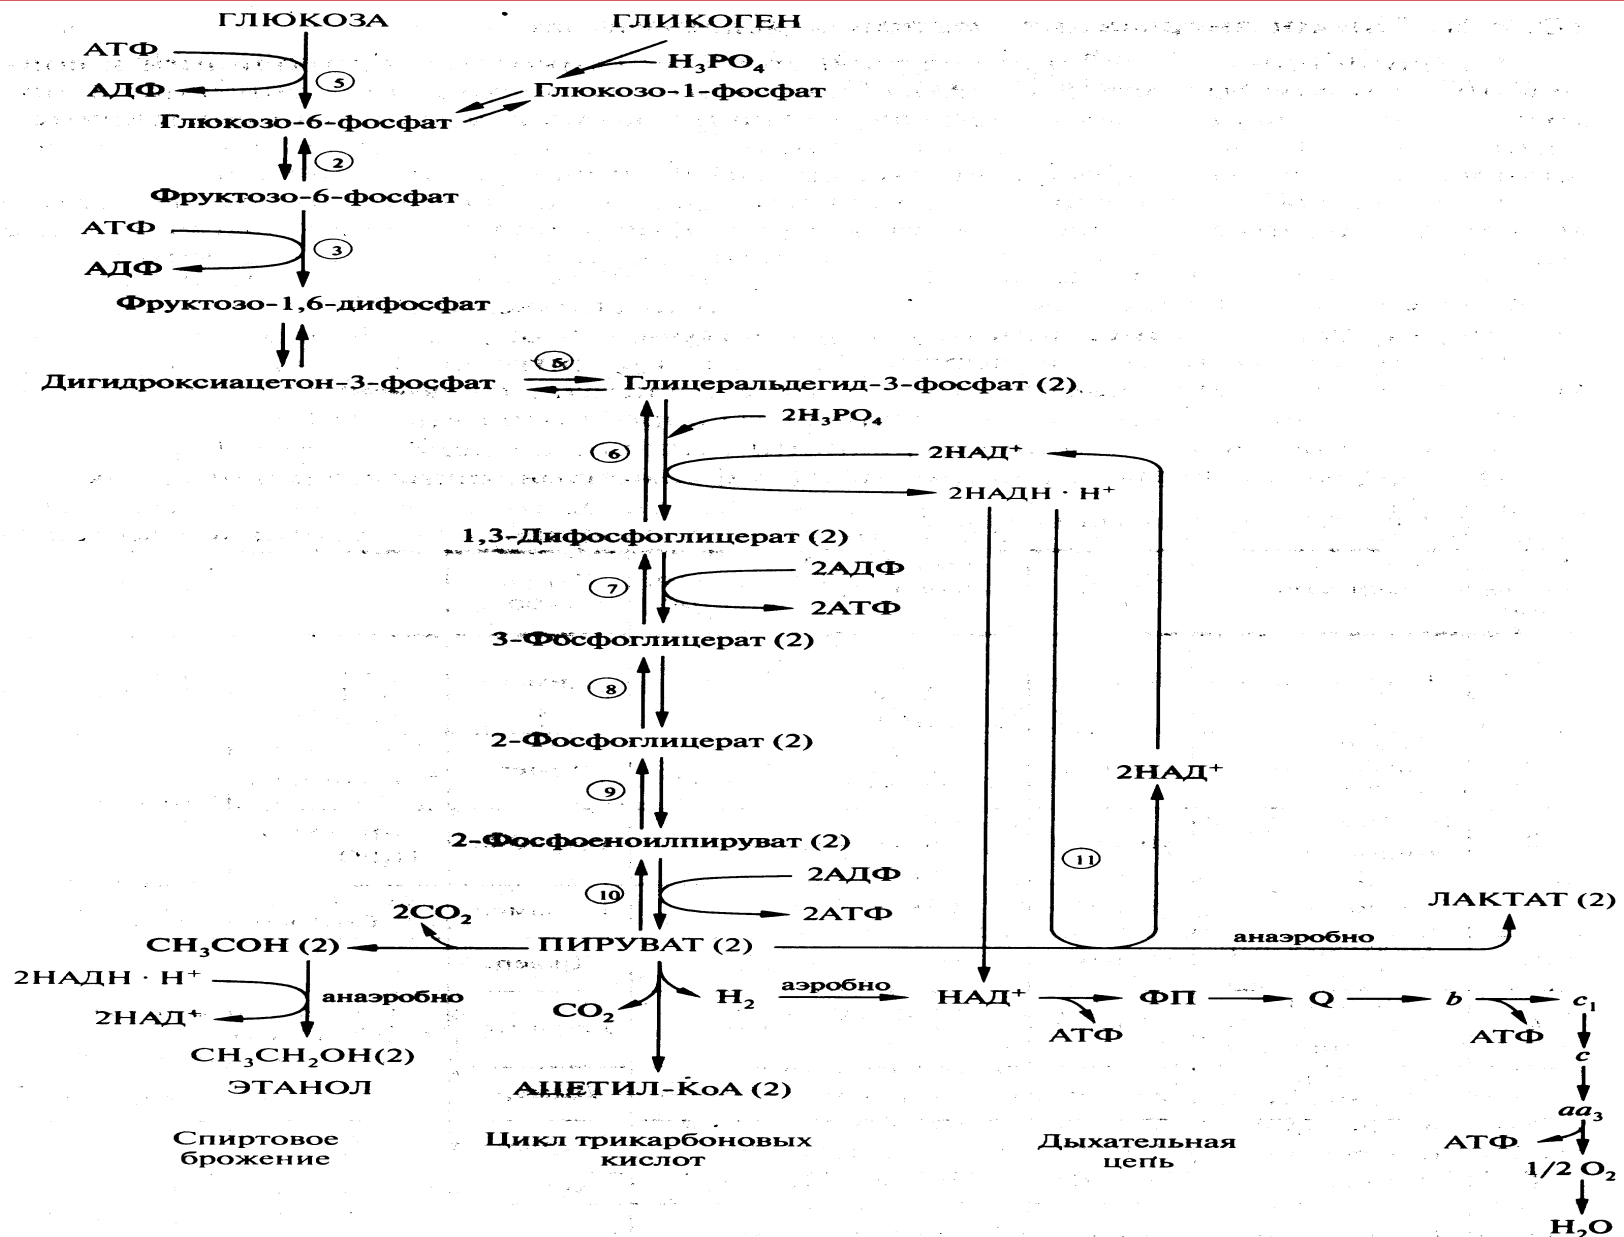 ГЛЮКОЗА
ГЛИКОГЕН
АТФ
H₃PO₄
АДФ
5
Глюкозо-1-фосфат
Глюкозо-6-фосфат
2
Фруктозо-6-фосфат
АТФ
3
АДФ
Фруктозо-1,6-дифосфат
Дигидроксиацетон-3-фосфат
Глицеральдегид-3-фосфат (2)
2H₃PO₄
6
2НАД⁺
2НАДН · Н⁺
1,3-Дифосфоглицерат (2)
2АДФ
7
2АТФ
3-Фосфоглицерат (2)
8
2-Фосфоглицерат (2)
2НАД⁺
9
2-Фосфоеноилпируват (2)
11
2АДФ
10
2АТФ
ЛАКТАТ (2)
2CO₂
CH₃COH (2)
ПИРУВАТ (2)
анаэробно
2НАДН · Н⁺
анаэробно
2НАД⁺
CO₂
H₂
аэробно
НАД⁺
ФП
Q
b
c₁
АТФ
АТФ
c
CH₃CH₂OH(2)
ЭТАНОЛ
АЦЕТИЛ-КоА (2)
aa₃
Спиртовое
брожение
Цикл трикарбоновых
кислот
Дыхательная
цепь
АТФ
1/2 O₂
H₂O